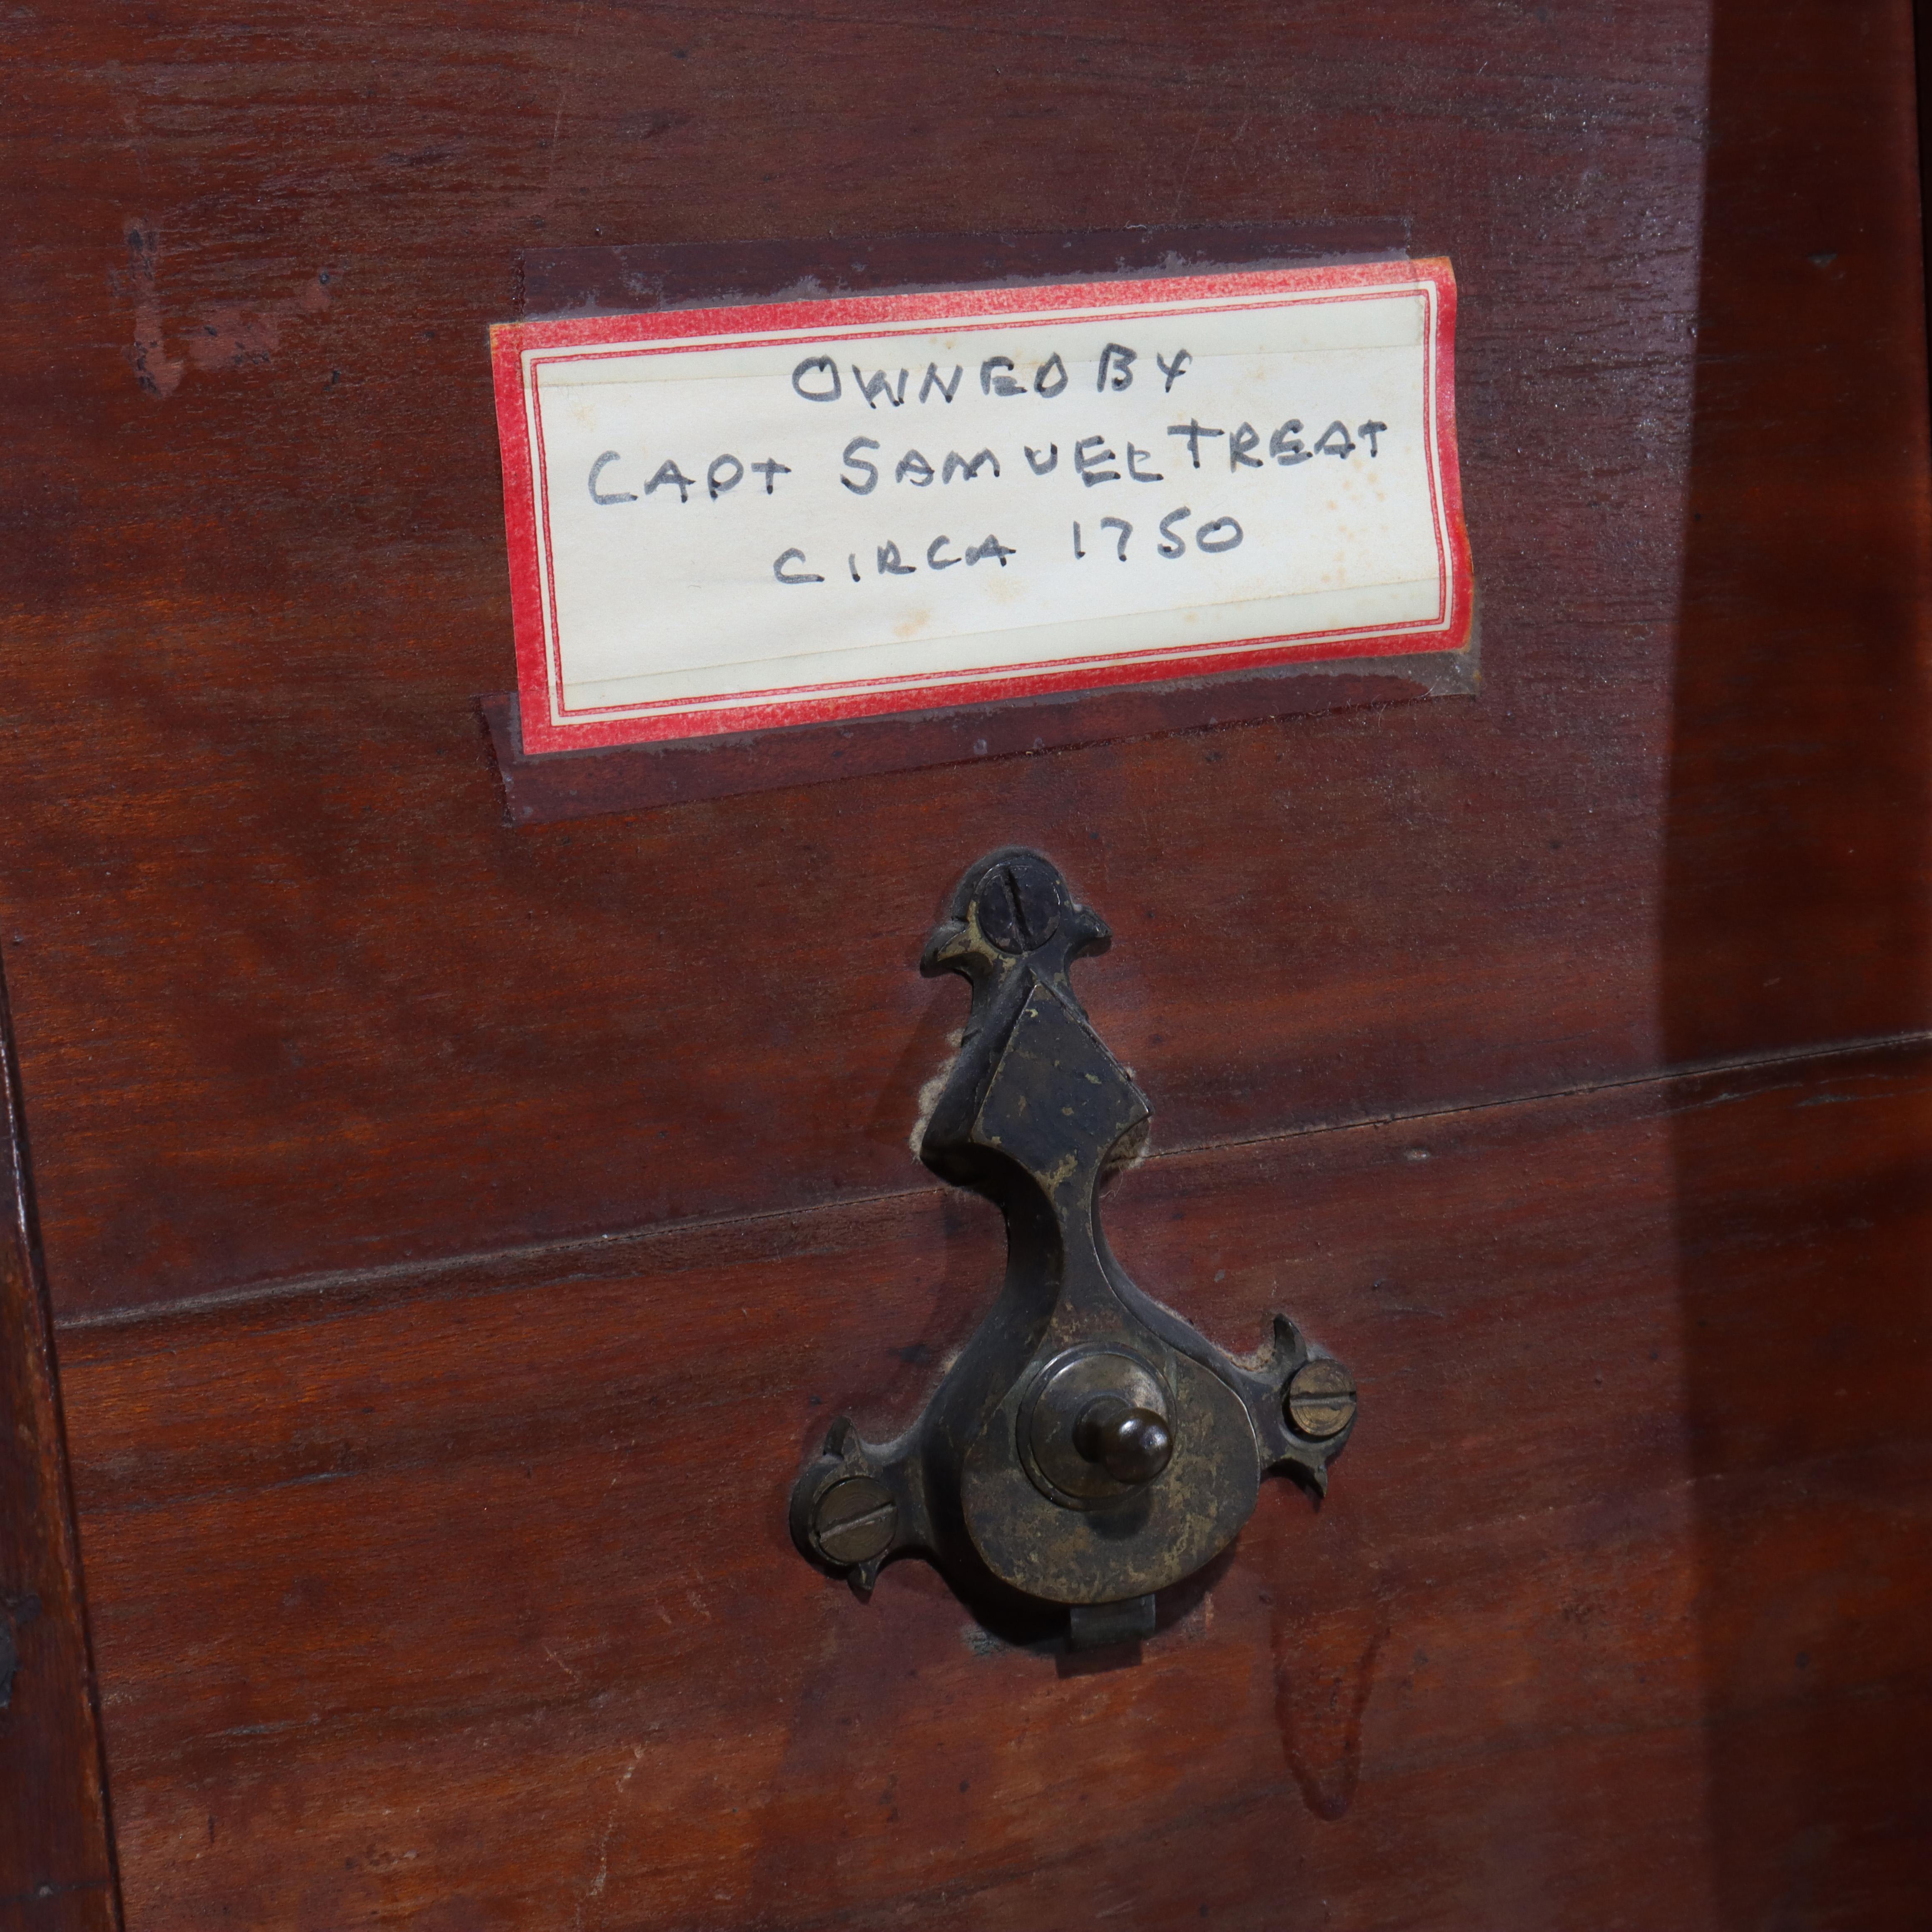 OWNED BY
CAPT SAMUEL TREAT
CIRCA 1750